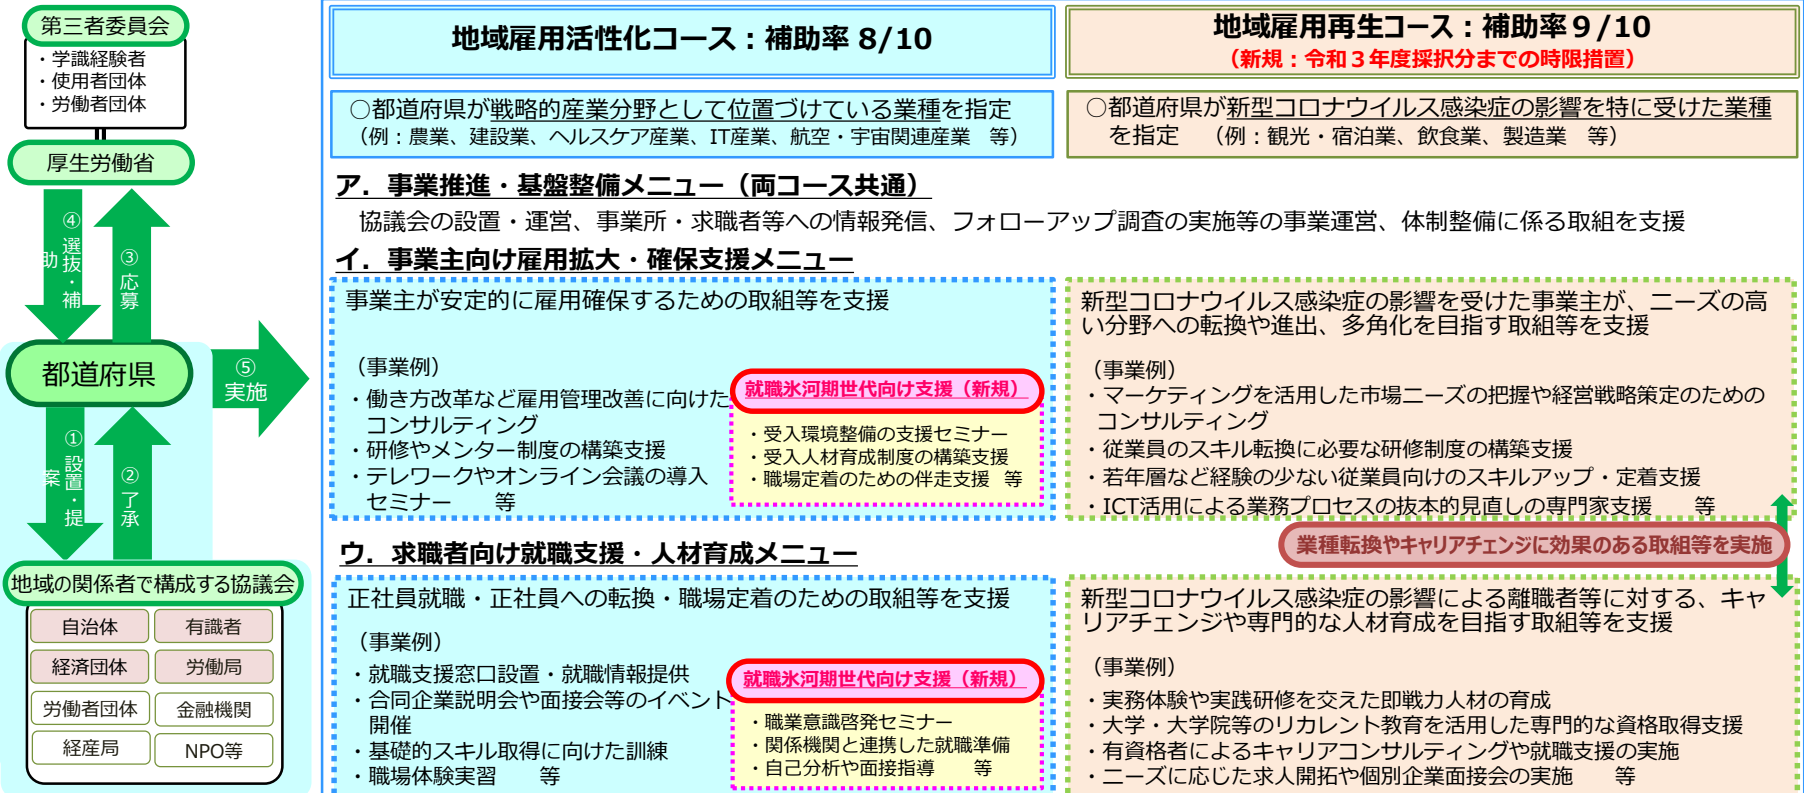 第三者委員会
・学識経験者
・使用者団体
・労働者団体
厚生労働省
④選抜・補助
③応募
都道府県
⑤
実施
①設置・提案
②了承
地域の関係者で構成する協議会
自治体
有識者
経済団体
労働局
労働者団体
金融機関
経産局
NPO等
地域雇用活性化コース：補助率 8/10
○都道府県が戦略的産業分野として位置づけている業種を指定
（例：農業、建設業、ヘルスケア産業、IT産業、航空・宇宙関連産業　等）
地域雇用再生コース：補助率９/10
（新規：令和３年度採択分までの時限措置）
○都道府県が新型コロナウイルス感染症の影響を特に受けた業種
を指定　（例：観光・宿泊業、飲食業、製造業　等）
ア．事業推進・基盤整備メニュー（両コース共通）
協議会の設置・運営、事業所・求職者等への情報発信、フォローアップ調査の実施等の事業運営、体制整備に係る取組を支援
イ．事業主向け雇用拡大・確保支援メニュー
事業主が安定的に雇用確保するための取組等を支援
（事業例）
・働き方改革など雇用管理改善に向けた
コンサルティング
・研修やメンター制度の構築支援
・テレワークやオンライン会議の導入
セミナー　　等
就職氷河期世代向け支援（新規）
・受入環境整備の支援セミナー
・受入人材育成制度の構築支援
・職場定着のための伴走支援　等
新型コロナウイルス感染症の影響を受けた事業主が、ニーズの高
い分野への転換や進出、多角化を目指す取組等を支援
（事業例）
・マーケティングを活用した市場ニーズの把握や経営戦略策定のための
コンサルティング
・従業員のスキル転換に必要な研修制度の構築支援
・若年層など経験の少ない従業員向けのスキルアップ・定着支援
・ICT活用による業務プロセスの抜本的見直しの専門家支援　　等
業種転換やキャリアチェンジに効果のある取組等を実施
ウ．求職者向け就職支援・人材育成メニュー
正社員就職・正社員への転換・職場定着のための取組等を支援
（事業例）
・就職支援窓口設置・就職情報提供
・合同企業説明会や面接会等のイベント
開催
・基礎的スキル取得に向けた訓練
・職場体験実習　　等
就職氷河期世代向け支援（新規）
・職業意識啓発セミナー
・関係機関と連携した就職準備
・自己分析や面接指導　　等
新型コロナウイルス感染症の影響による離職者等に対する、キャ
リアチェンジや専門的な人材育成を目指す取組等を支援
（事業例）
・実務体験や実践研修を交えた即戦力人材の育成
・大学・大学院等のリカレント教育を活用した専門的な資格取得支援
・有資格者によるキャリアコンサルティングや就職支援の実施
・ニーズに応じた求人開拓や個別企業面接会の実施　　等